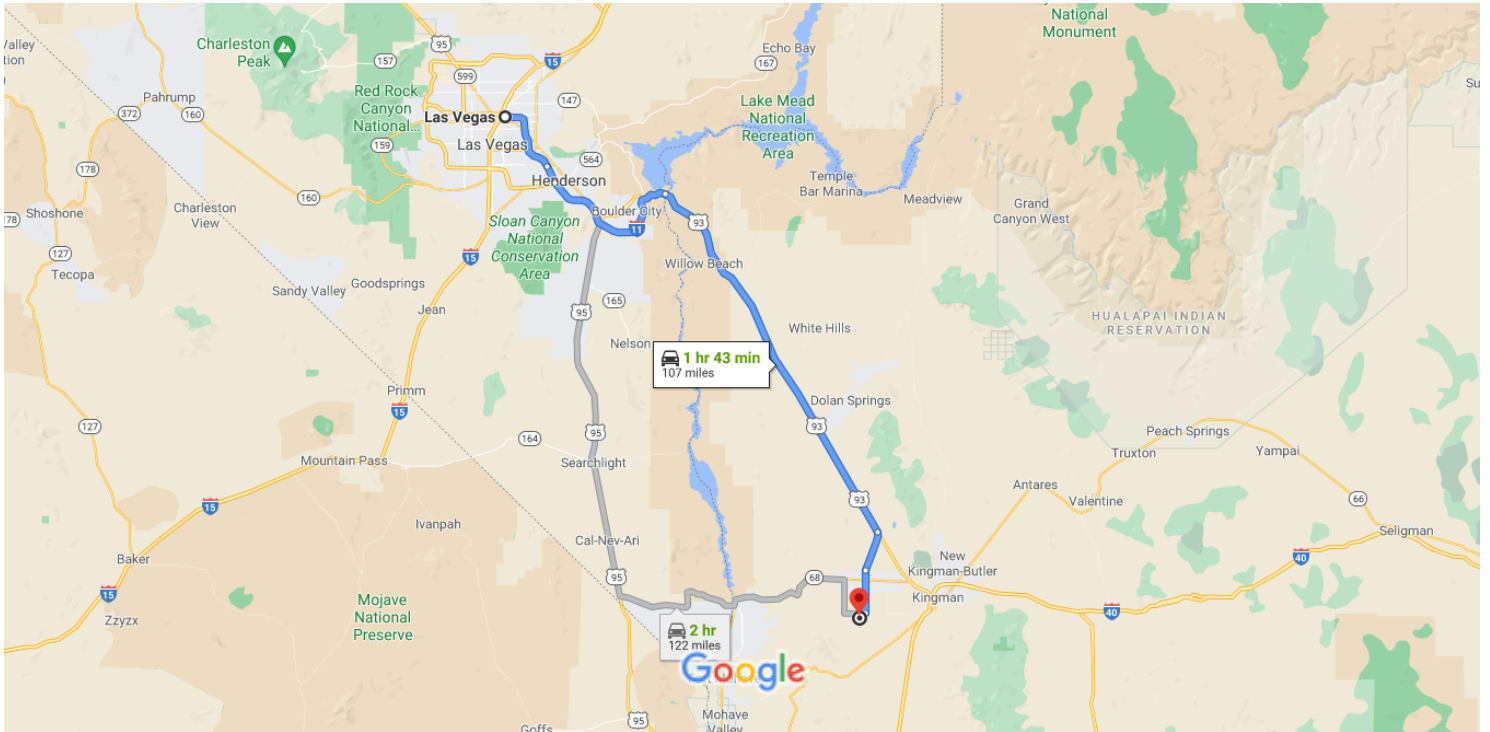 National
Monument
Charleston
Peak
95
15
157
Echo Bay
167
599
Pahrump
372
160
Red Rock
Canyon
National...
147
Lake Mead
National
Recreation
Area
Las Vegas
Las Vegas
159
564
178
Henderson
Temple
Bar Marina
Meadview
160
Shoshone
178
Charleston
View
Boulder City
Grand
Canyon West
Sloan Canyon
National
Conservation
Area
11
93
127
15
Willow Beach
Tecopa
Sandy Valley
Goodsprings
165
Jean
95
HUALAPAI INDIAN
RESERVATION
White Hills
Nelson
1 hr 43 min
107 miles
Primm
Dolan Springs
15
127
93
164
95
Peach Springs
Truxton
Yampai
Mountain Pass
Searchlight
Antares
93
Valentine
66
15
Ivanpah
Seligman
Cal-Nev-Ari
Baker
New
Kingman-Butler
40
95
68
15
Kingman
Zzyzx
Mojave
National
Preserve
40
2 hr
122 miles
Google
95
Mohave
Valley
Goffs